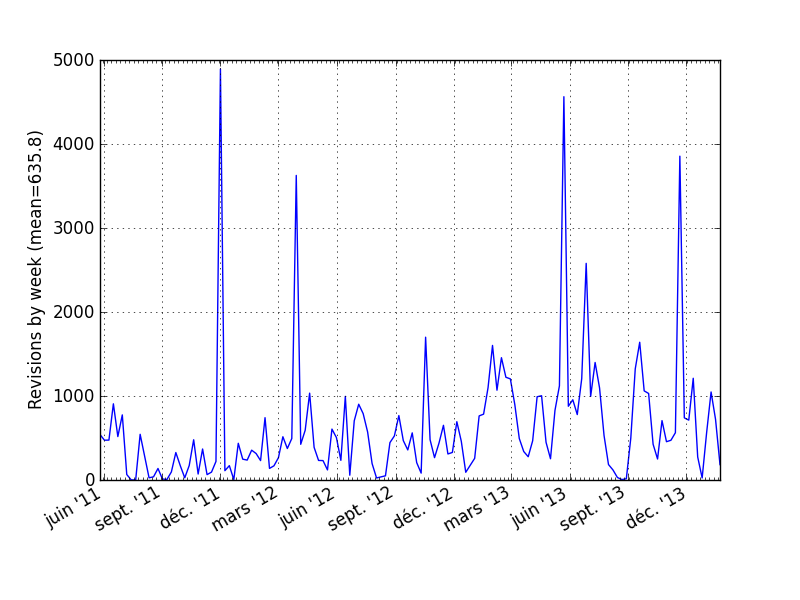 5000
4000
3000
2000
1000
0
Revisions by week (mean=635.8)
juin '11
sept. '11
déc. '11
mars '12
juin '12
sept. '12
déc. '12
mars '13
juin '13
sept. '13
déc. '13